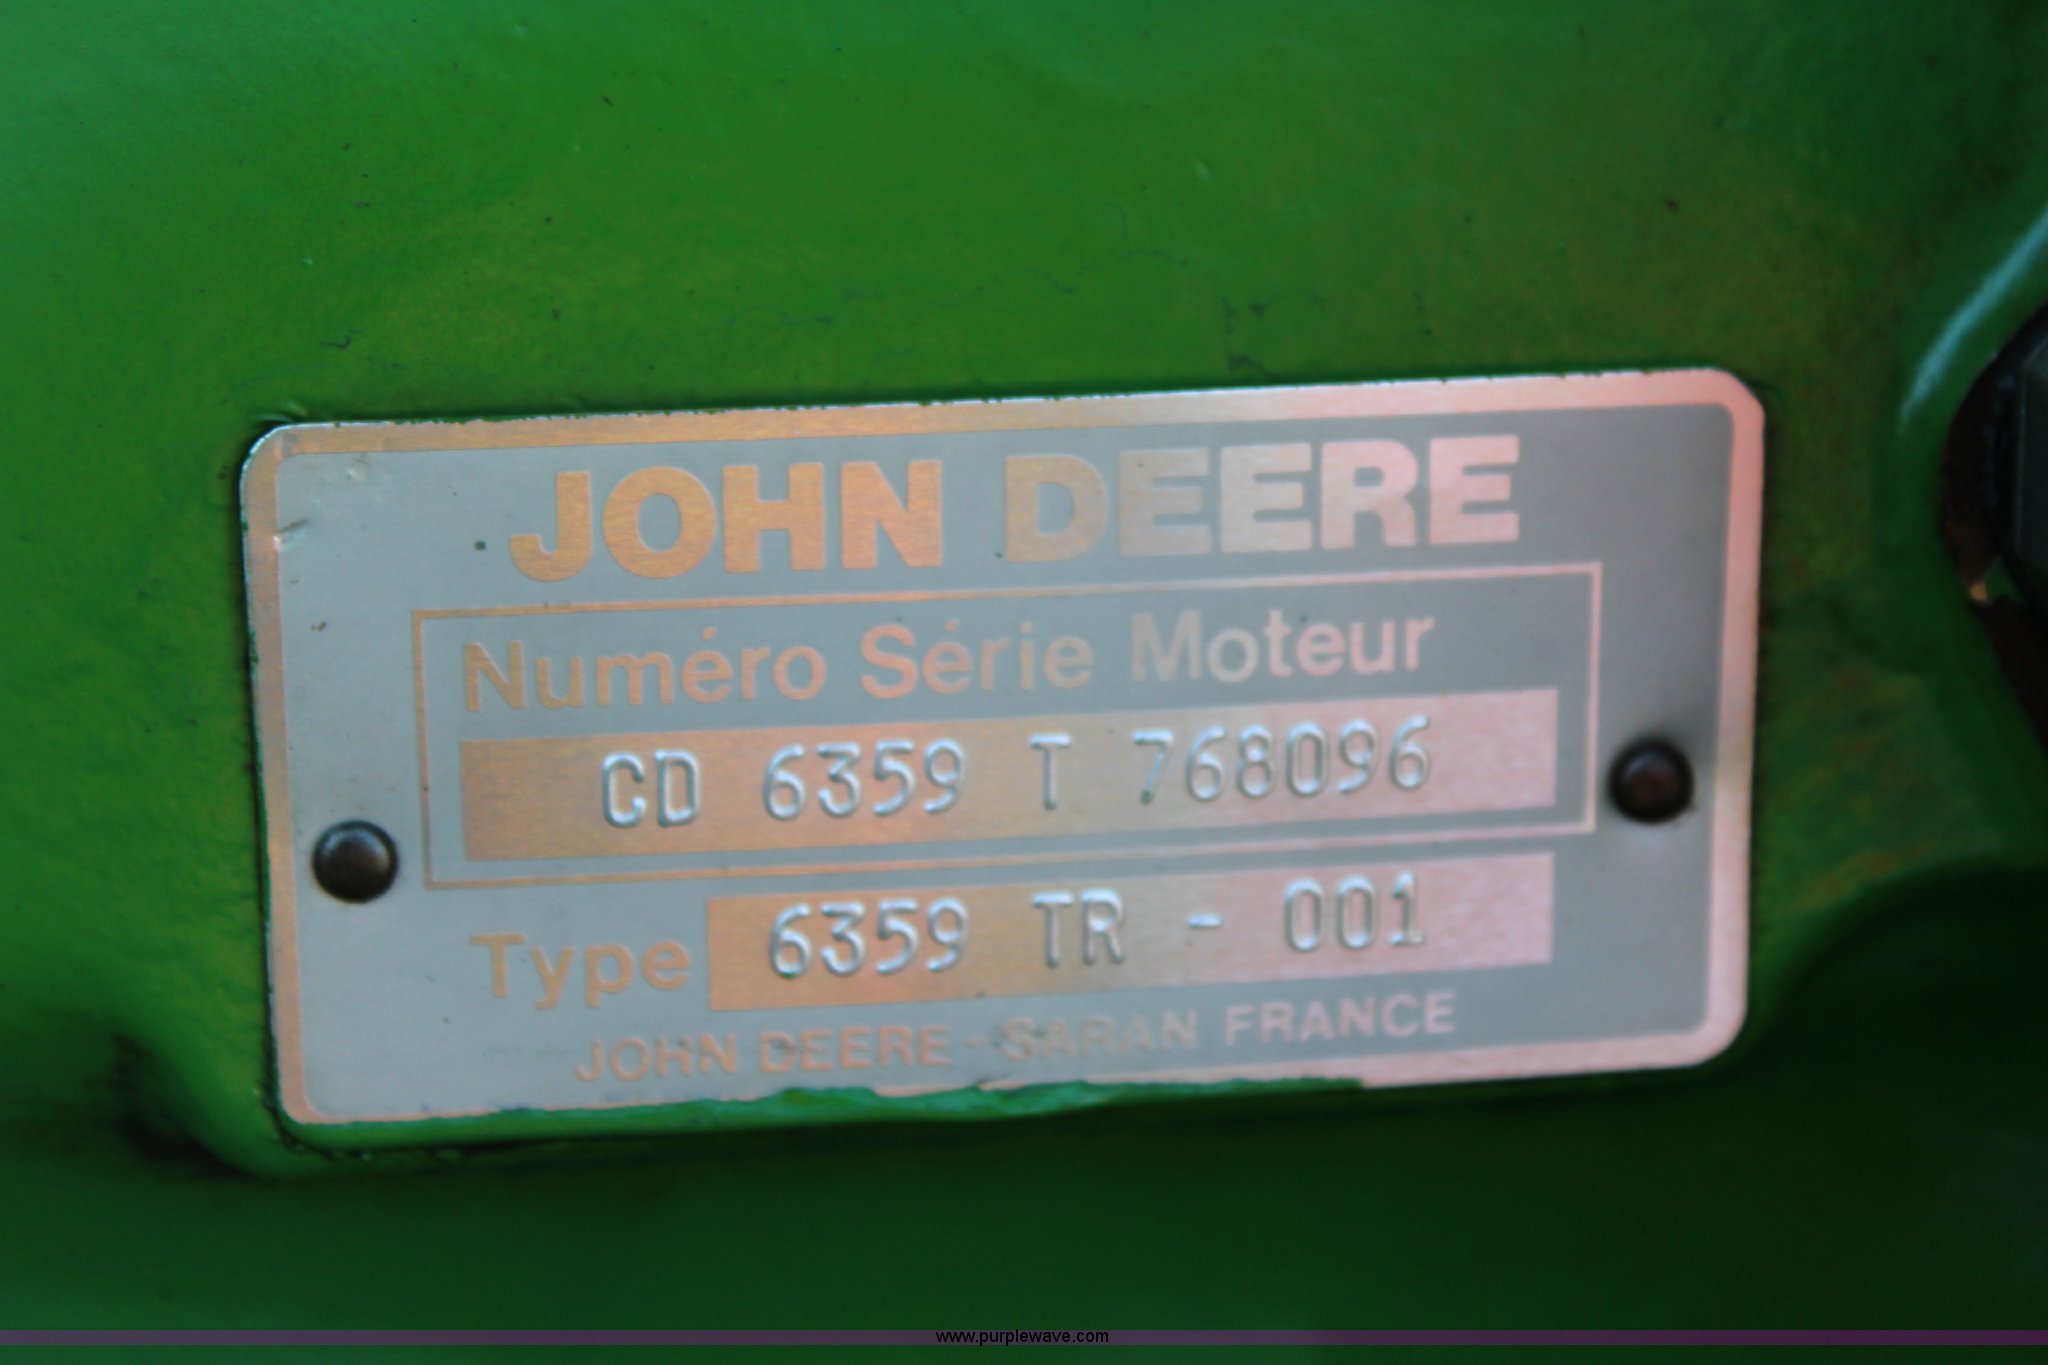 JOHN DEERE
Numéro Série Moteur
CD 6359 T 768096
Type 6359 TR - 001
JOHN DEERE - SARAN FRANCE
www.purplewave.com